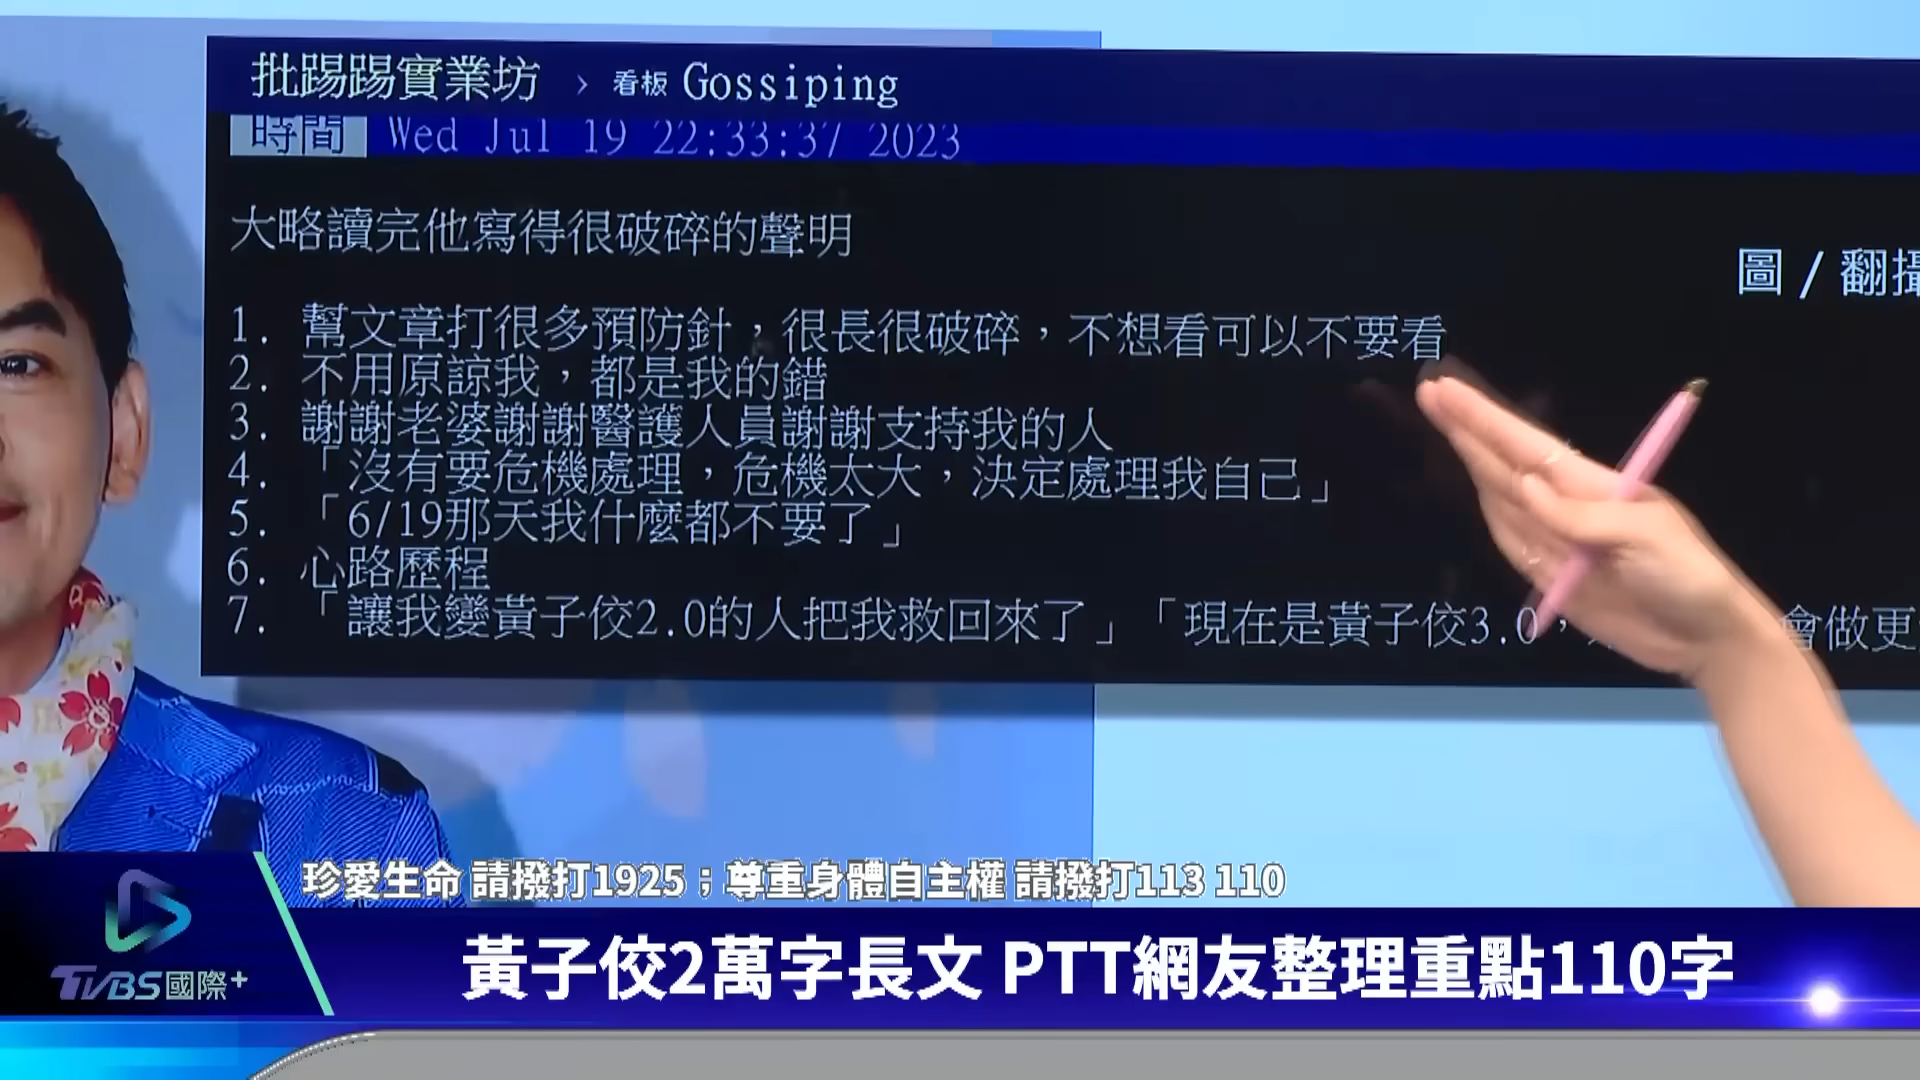 批踢踢實業坊 › 看板 Gossiping
時間 Wed Jul 19 22:33:37 2023
大略讀完他寫得很破碎的聲明
圖 / 翻攝
1. 幫文章打很多預防針，很長很破碎，不想看可以不要看
2. 不用原諒我，都是我的錯
3. 謝謝老婆謝謝醫護人員謝謝支持我的人
4. 「沒有要危機處理，危機太大，決定處理我自己」
5. 「6/19那天我什麼都不要了」
6. 心路歷程
7. 「讓我變黃子佼2.0的人把我救回來了」「現在是黃子佼3.0， 會做更
珍愛生命 請撥打1925；尊重身體自主權 請撥打113 110
黃子佼2萬字長文 PTT網友整理重點110字
TVBS國際+